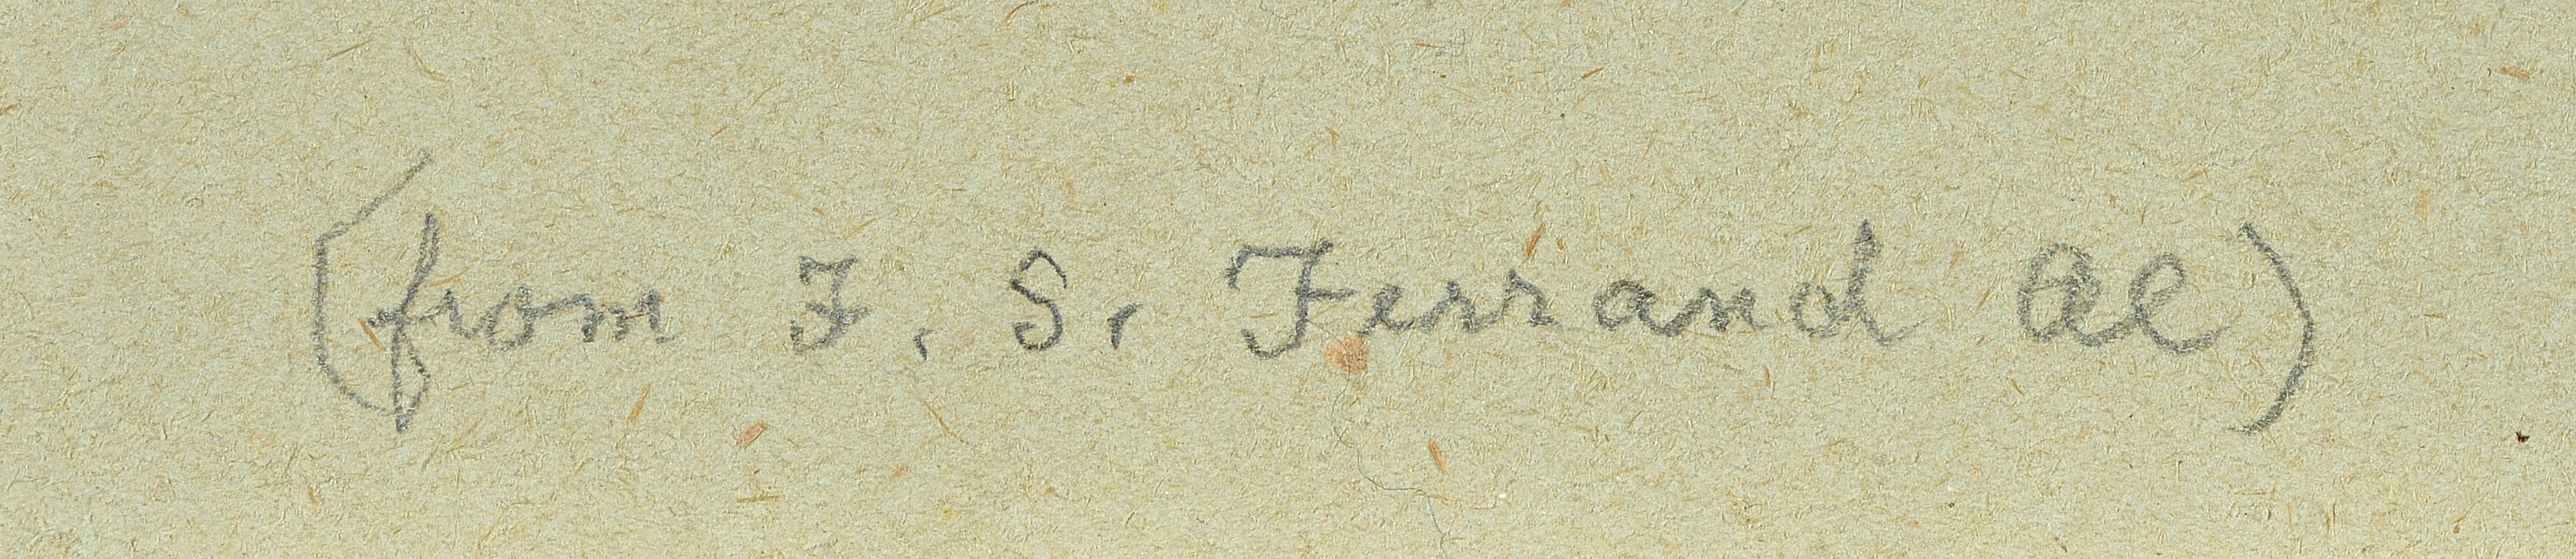 (from F. S. Ferrand ae)